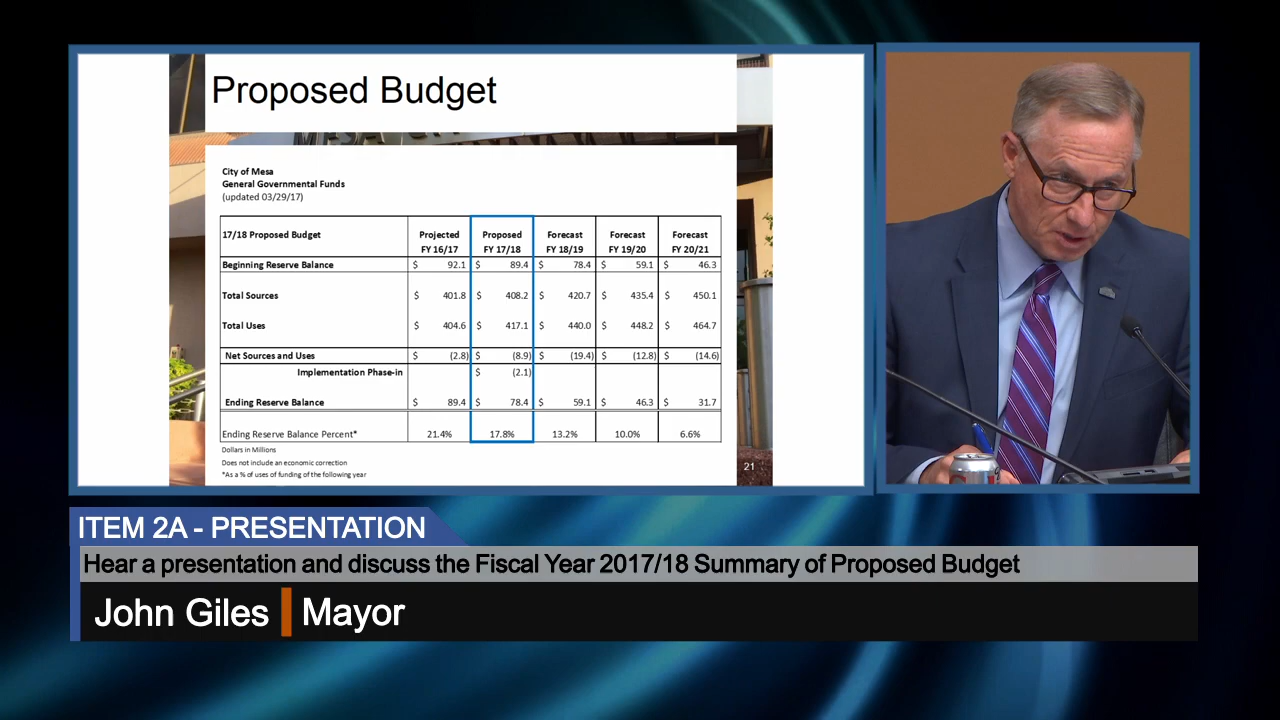 Proposed Budget
City of Mesa
General Governmental Funds
(updated 03/29/17)
17/18 Proposed Budget Projected FY 16/17 Proposed FY 17/18 Forecast FY 18/19 Forecast FY 19/20 Forecast FY 20/21
Beginning Reserve Balance $ 92.1 $ 89.4 $ 78.4 $ 59.1 $ 46.3
Total Sources $ 401.8 $ 408.2 $ 420.7 $ 435.4 $ 450.1
Total Uses $ 404.6 $ 417.1 $ 440.0 $ 448.2 $ 464.7
Net Sources and Uses $ (2.8) $ (8.9) $ (19.4) $ (12.8) $ (14.6)
Implementation Phase-in $ (2.1)
Ending Reserve Balance $ 89.4 $ 78.4 $ 59.1 $ 46.3 $ 31.7
Ending Reserve Balance Percent* 21.4% 17.8% 13.2% 10.0% 6.6%
Dollars in Millions
Does not include an economic correction
*As a % of uses of funding of the following year
21
ITEM 2A - PRESENTATION
Hear a presentation and discuss the Fiscal Year 2017/18 Summary of Proposed Budget
John Giles Mayor